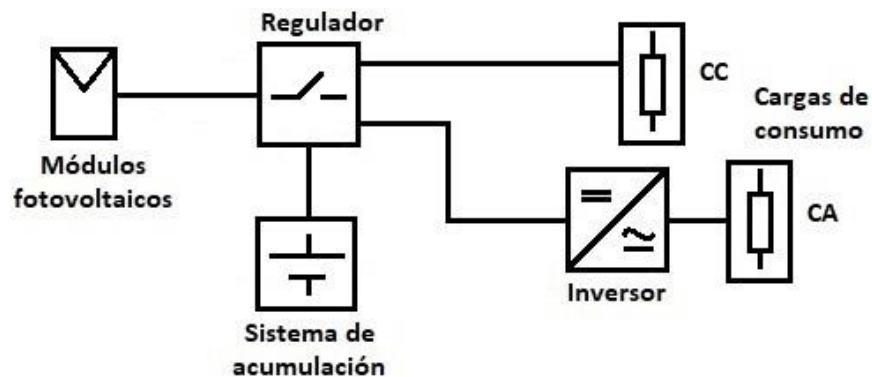 Regulador
CC
Cargas de
consumo
Módulos
fotovoltaicos
CA
Inversor
Sistema de
acumulación